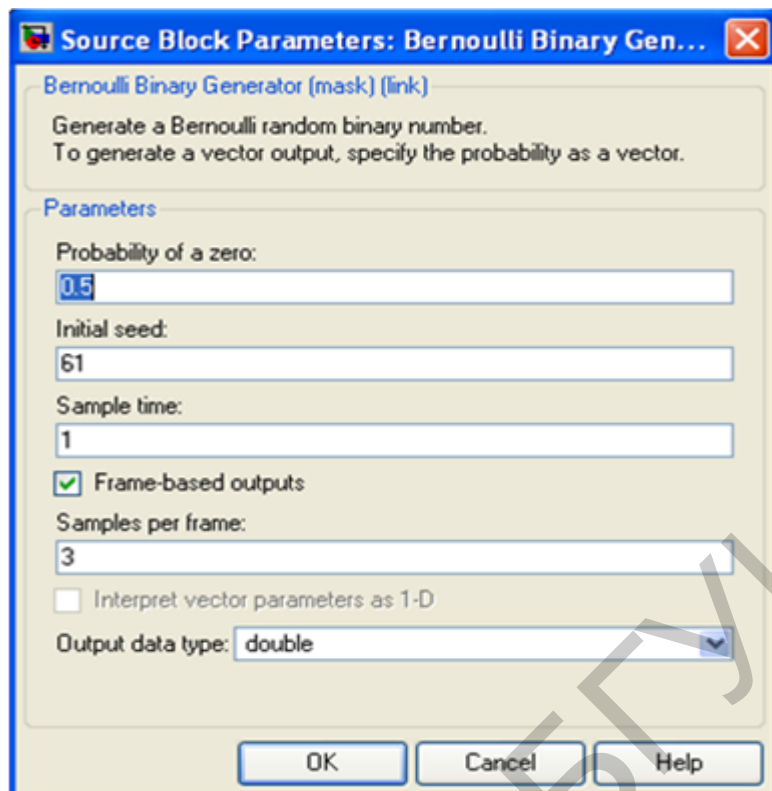 Source Block Parameters: Bernoulli Binary Gen...
Bernoulli Binary Generator (mask) (link)
Generate a Bernoulli random binary number.
To generate a vector output, specify the probability as a vector.
Parameters
Probability of a zero:
0.5
Initial seed:
61
Sample time:
1
Frame-based outputs
Samples per frame:
3
Interpret vector parameters as 1-D
Output data type: double
OK Cancel Help
БГУ